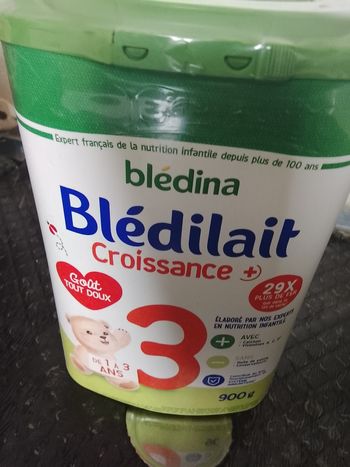 Expert français de la nutrition infantile depuis plus de 100 ans
blédina
Blédilait
Croissance +
Goût
TOUT DOUX
29X
PLUS DE FER
3
ÉLABORÉ PAR NOS EXPERTS
EN NUTRITION INFANTILE
AVEC
SANS
DE 1 À 3
ANS
900 g